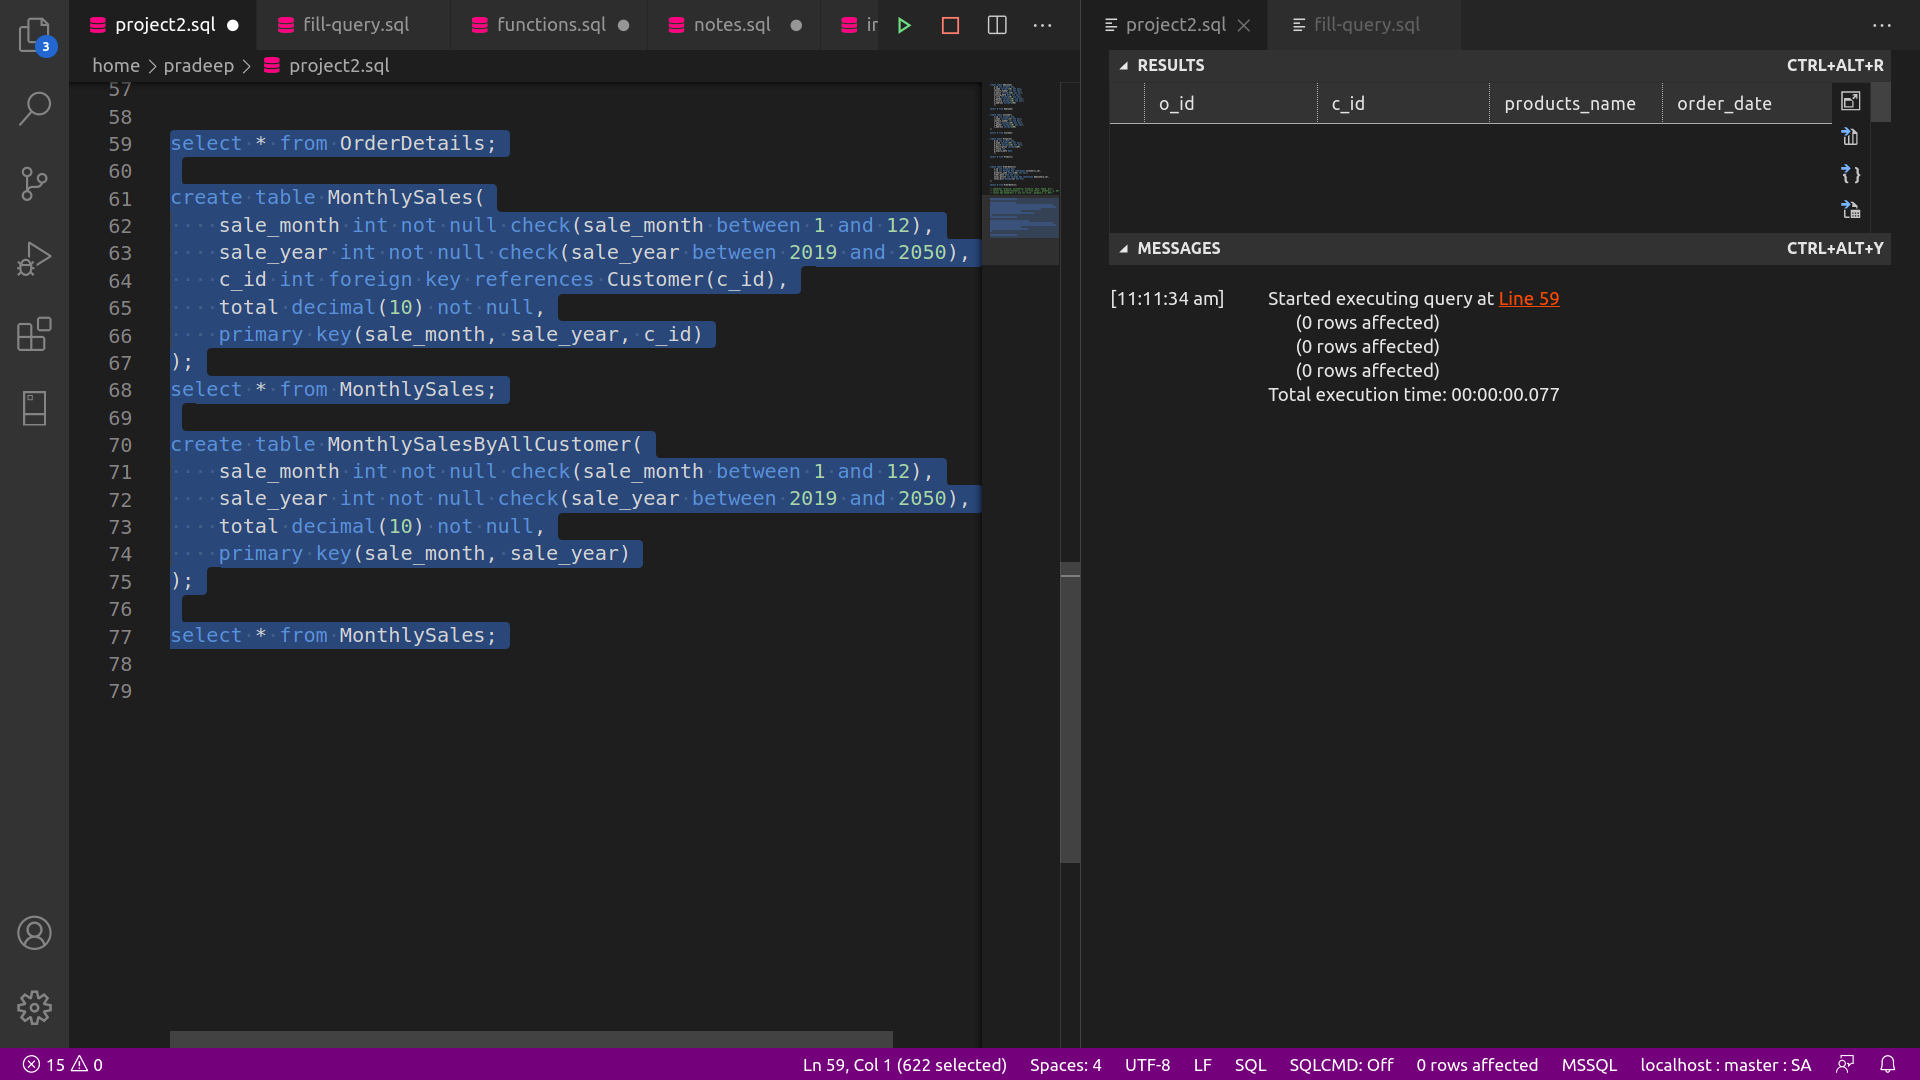 3
project2.sql
fill-query.sql
functions.sql
notes.sql
project2.sql
fill-query.sql
home > pradeep > project2.sql
RESULTS CTRL+ALT+R
o_id c_id products_name order_date
MESSAGES CTRL+ALT+Y
[11:11:34 am] Started executing query at Line 59
(0 rows affected)
(0 rows affected)
(0 rows affected)
Total execution time: 00:00:00.077
57
58
59 select * from OrderDetails;
60
61 create table MonthlySales(
62     sale_month int not null check(sale_month between 1 and 12),
63     sale_year int not null check(sale_year between 2019 and 2050),
64     c_id int foreign key references Customer(c_id),
65     total decimal(10) not null,
66     primary key(sale_month, sale_year, c_id)
67 );
68 select * from MonthlySales;
69
70 create table MonthlySalesByAllCustomer(
71     sale_month int not null check(sale_month between 1 and 12),
72     sale_year int not null check(sale_year between 2019 and 2050),
73     total decimal(10) not null,
74     primary key(sale_month, sale_year)
75 );
76
77 select * from MonthlySales;
78
79
15 0 Ln 59, Col 1 (622 selected) Spaces: 4 UTF-8 LF SQL SQLCMD: Off 0 rows affected MSSQL localhost : master : SA